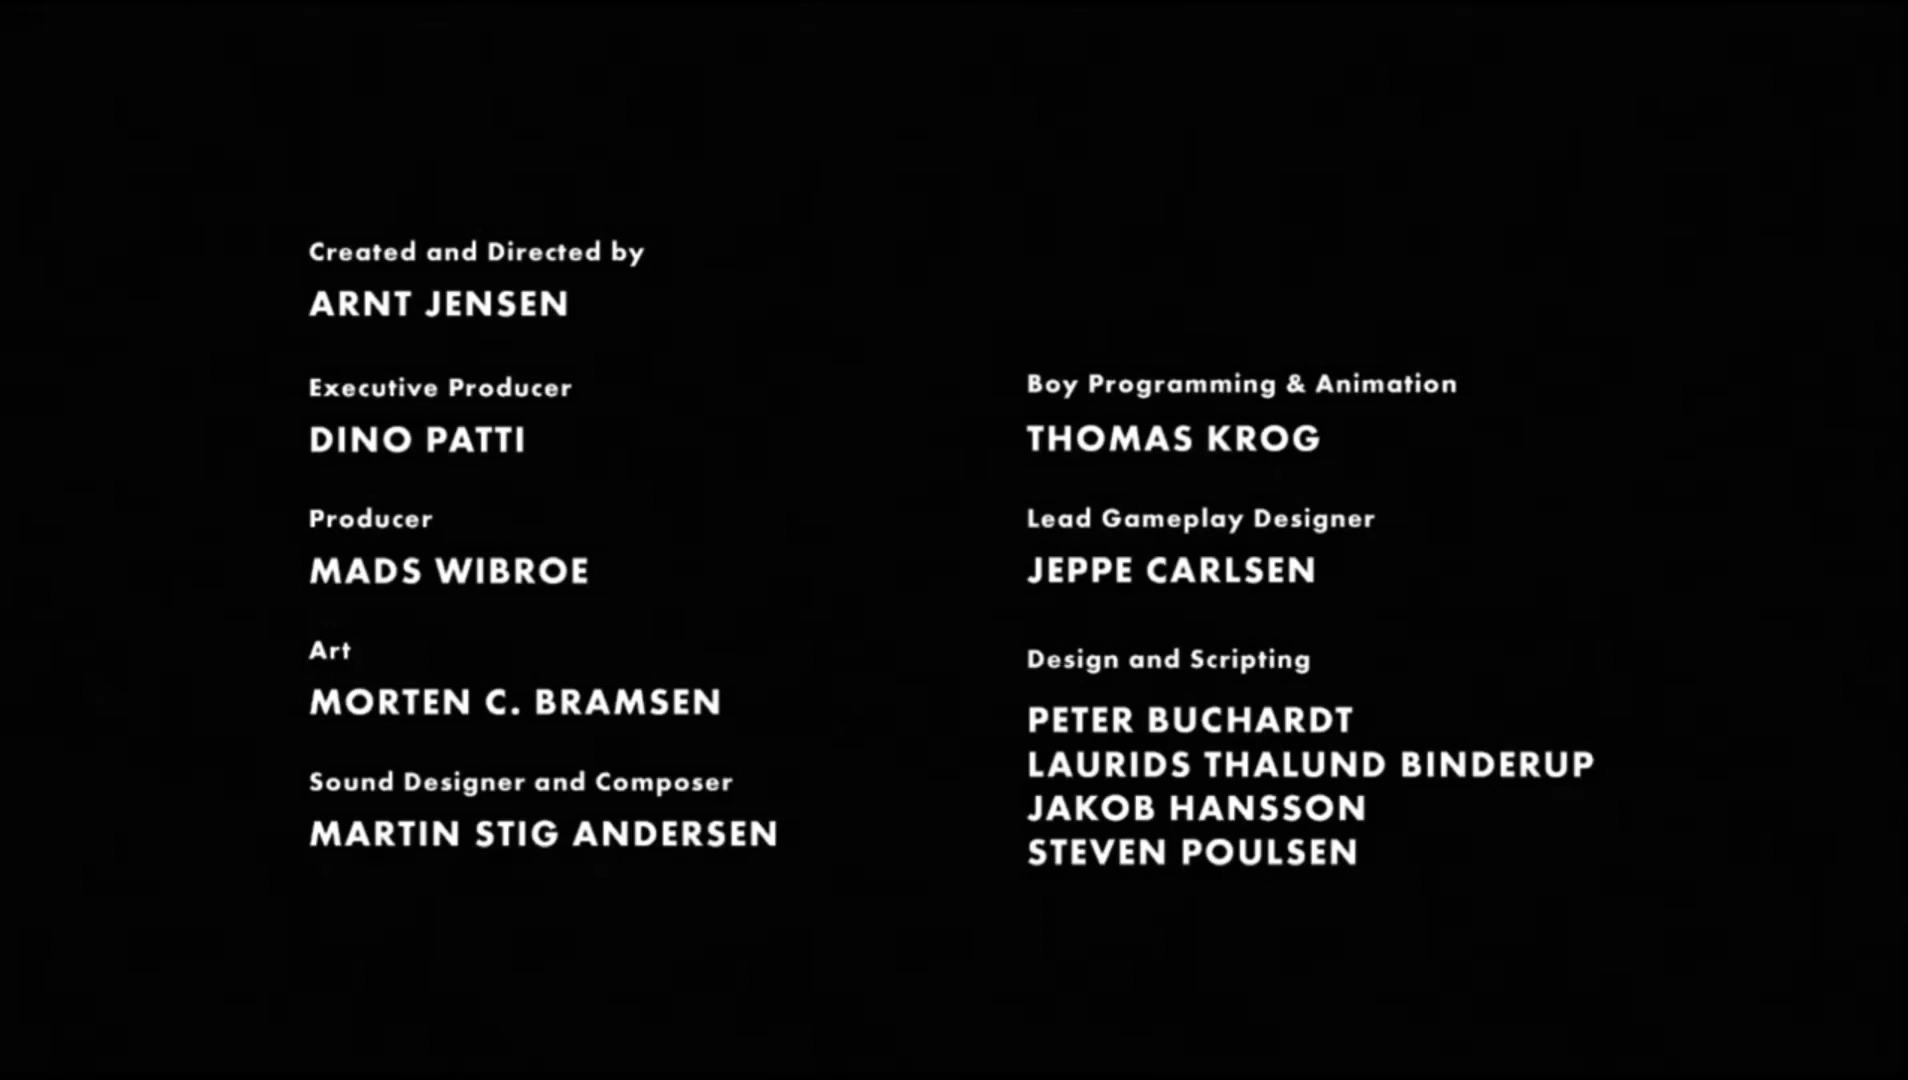 Created and Directed by
ARNT JENSEN
Executive Producer
DINO PATTI
Producer
MADS WIBROE
Art
MORTEN C. BRAMSEN
Sound Designer and Composer
MARTIN STIG ANDERSEN
Boy Programming & Animation
THOMAS KROG
Lead Gameplay Designer
JEPPE CARLSEN
Design and Scripting
PETER BUCHARDT
LAURIDS THALUND BINDERUP
JAKOB HANSSON
STEVEN POULSEN